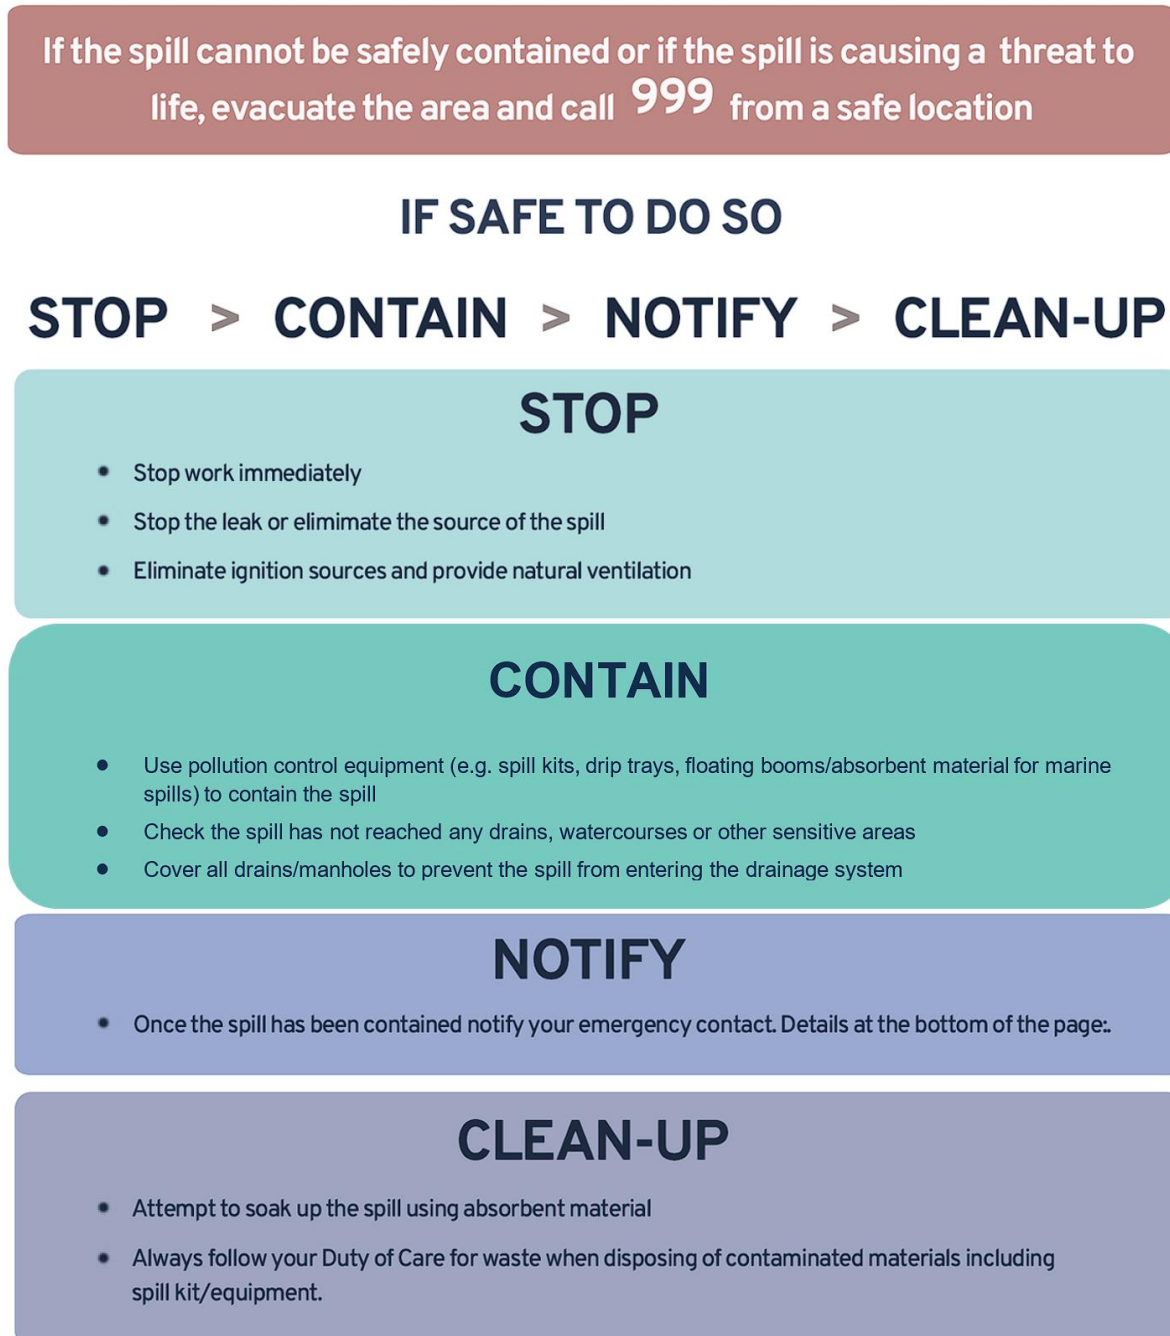 If the spill cannot be safely contained or if the spill is causing a threat to
life, evacuate the area and call 999 from a safe location
IF SAFE TO DO SO
STOP > CONTAIN > NOTIFY > CLEAN-UP
STOP
• Stop work immediately
• Stop the leak or elimimate the source of the spill
• Eliminate ignition sources and provide natural ventilation
CONTAIN
• Use pollution control equipment (e.g. spill kits, drip trays, floating booms/absorbent material for marine
spills) to contain the spill
• Check the spill has not reached any drains, watercourses or other sensitive areas
• Cover all drains/manholes to prevent the spill from entering the drainage system
NOTIFY
• Once the spill has been contained notify your emergency contact. Details at the bottom of the page:.
CLEAN-UP
• Attempt to soak up the spill using absorbent material
• Always follow your Duty of Care for waste when disposing of contaminated materials including
spill kit/equipment.